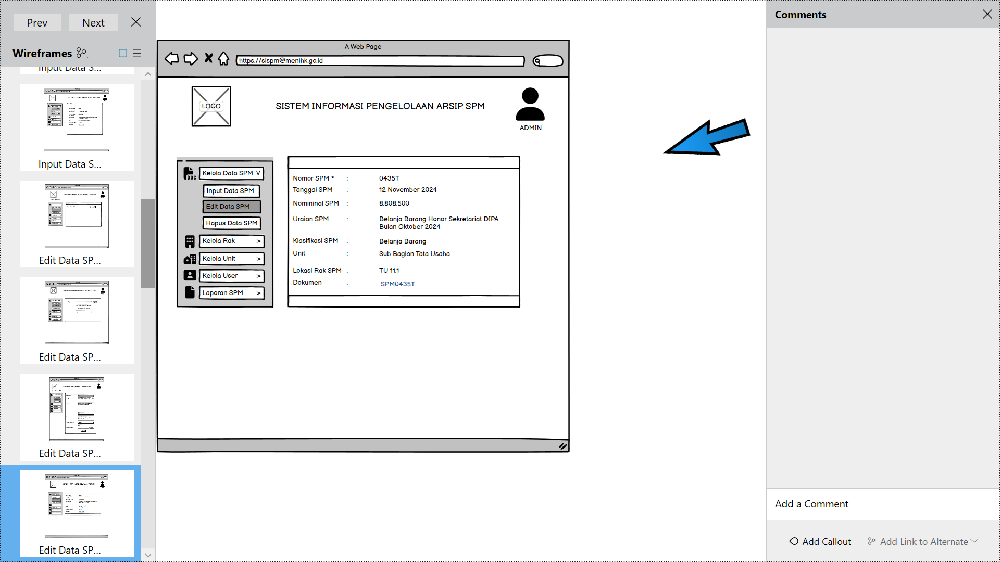 Prev
Next
Wireframes
Input Data S...
Input Data S...
Edit Data SP...
Edit Data SP...
Edit Data SP...
Edit Data SP...
A Web Page
https://sispm@menlhk.go.id
LOGO
SISTEM INFORMASI PENGELOLAAN ARSIP SPM
ADMIN
DOC
Kelola Data SPM V
Input Data SPM
Edit Data SPM
Hapus Data SPM
Kelola Rak >
Kelola Unit >
Kelola User >
Laporan SPM >
Nomor SPM * : 0435T
Tanggal SPM : 12 November 2024
Nomininal SPM : 8.808.500
Uraian SPM : Belanja Barang Honor Sekretariat DIPA
Bulan Oktober 2024
Klasifikasi SPM : Belanja Barang
Unit : Sub Bagian Tata Usaha
Lokasi Rak SPM : TU 11.1
Dokumen : SPM0435T
Comments
Add a Comment
Add Callout
Add Link to Alternate